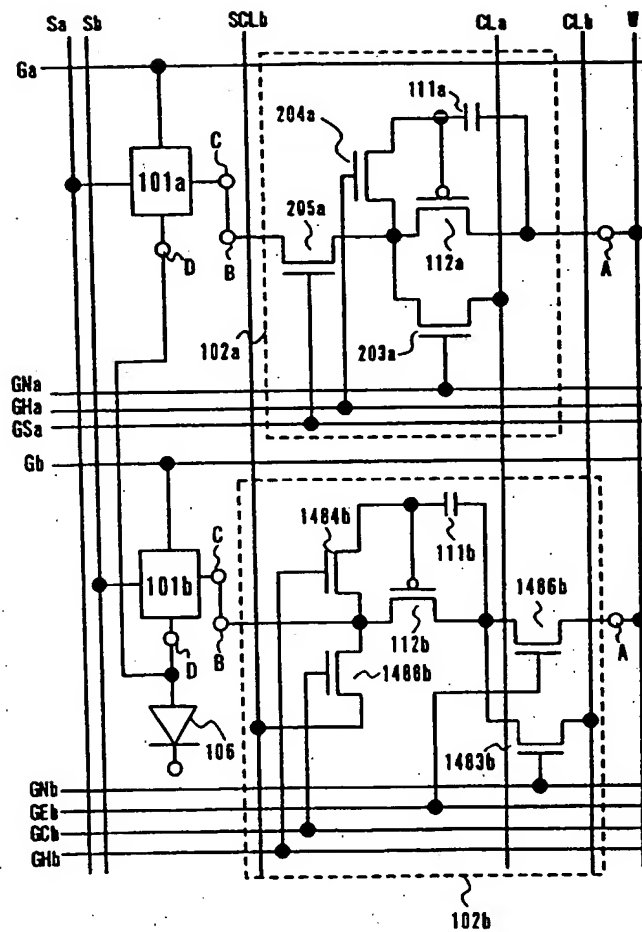 Sa Sb SCLb CLa CLb W
Ga
111a
204a
C
101a
205a
D
B
112a
A
102a
203a
GNa
GHa
GSa
Gb
1484b
C
111b
101b
1486b
D
B
112b
A
1488b
106
1483b
GNb
GEb
GCb
GHb
102b